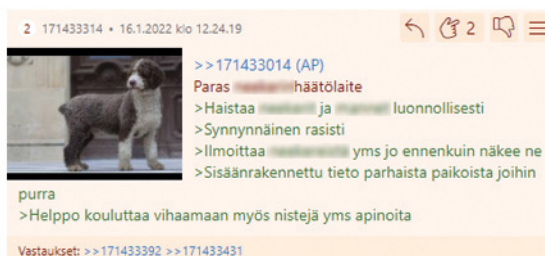 2 171433314 • 16.1.2022 klo 12.24.19 2
>>171433014 (AP)
Paras häätölaite
>Haistaa ja luonnollisesti
>Synnynnäinen rasisti
>Ilmoittaa yms jo ennenkuin näkee ne
>Sisäänrakennettu tieto parhaista paikoista joihin
purra
>Helppo kouluttaa vihaamaan myös nistejä yms apinoita
Vastaukset: >>171433392 >>171433431